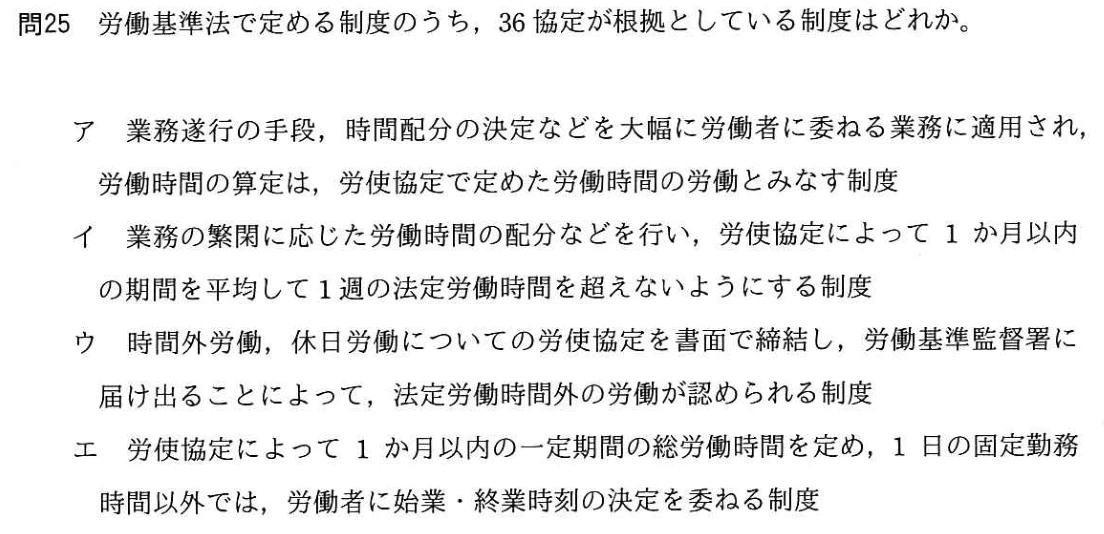 問25 労働基準法で定める制度のうち，36協定が根拠としている制度はどれか。
ア 業務遂行の手段，時間配分の決定などを大幅に労働者に委ねる業務に適用され，
労働時間の算定は，労使協定で定めた労働時間の労働とみなす制度
イ 業務の繁閑に応じた労働時間の配分などを行い，労使協定によって1か月以内
の期間を平均して1週の法定労働時間を超えないようにする制度
ウ 時間外労働，休日労働についての労使協定を書面で締結し，労働基準監督署に
届け出ることによって，法定労働時間外の労働が認められる制度
エ 労使協定によって1か月以内の一定期間の総労働時間を定め，1日の固定勤務
時間以外では，労働者に始業・終業時刻の決定を委ねる制度